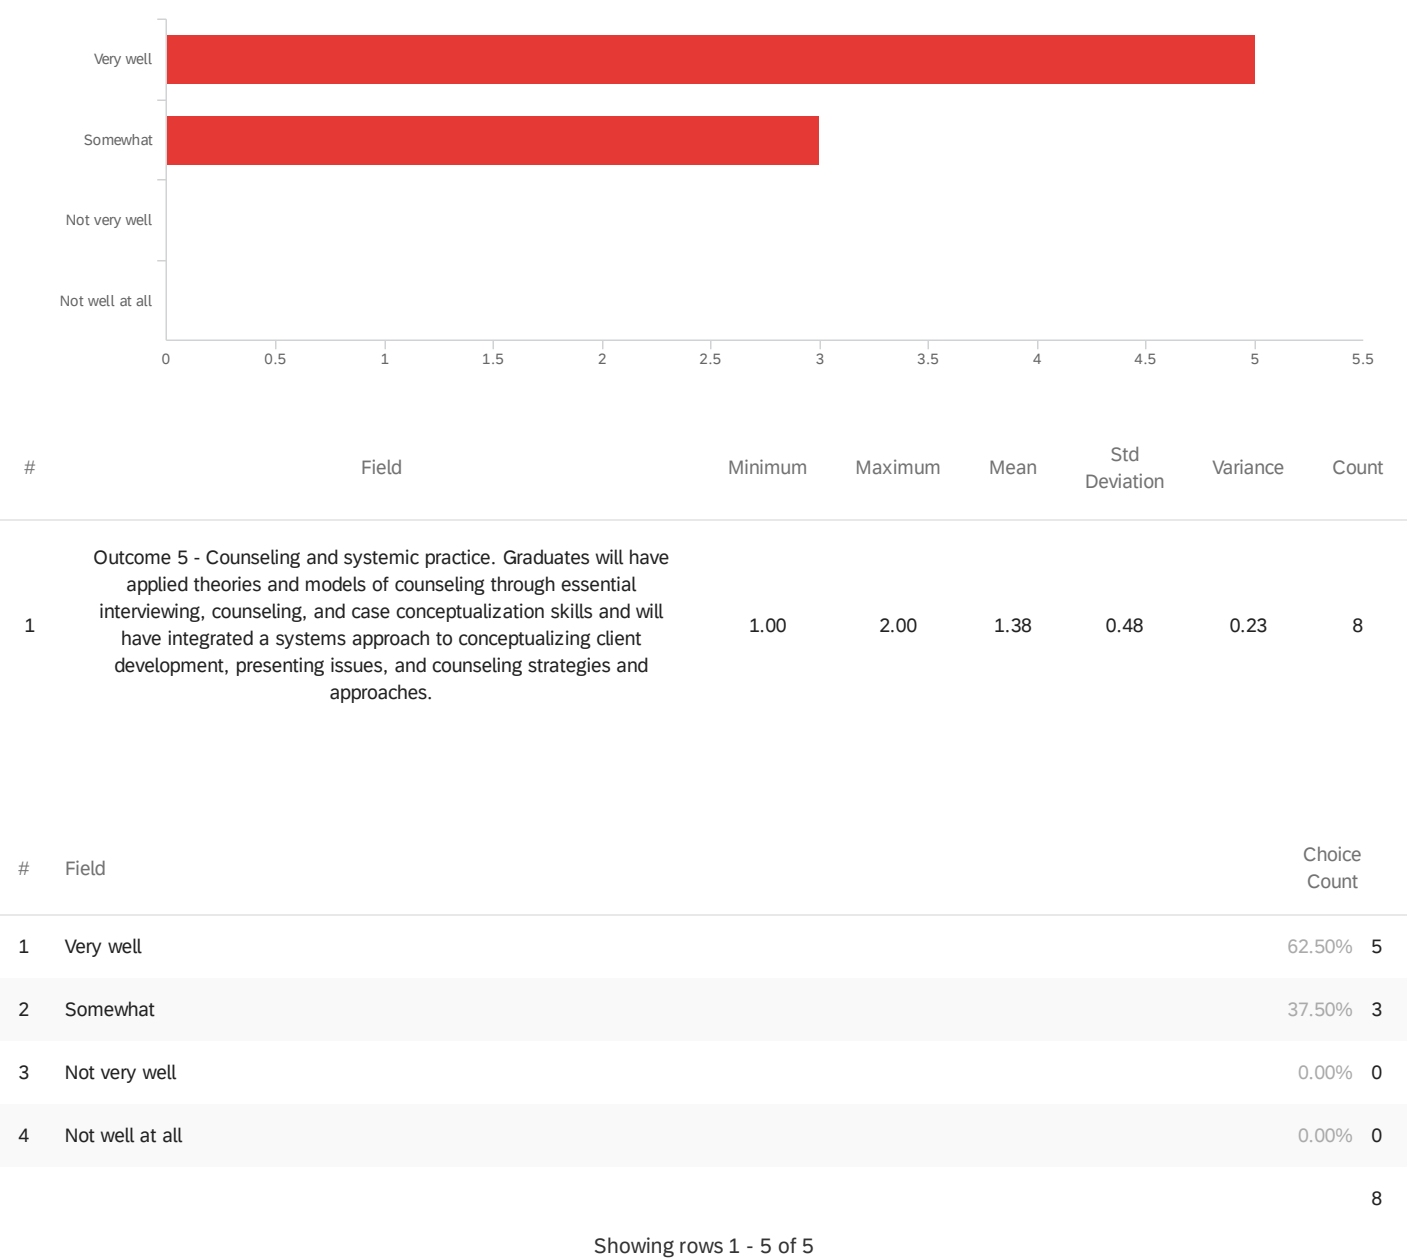 Very well
Somewhat
Not very well
Not well at all
0 0.5 1 1.5 2 2.5 3 3.5 4 4.5 5 5.5
# Field Minimum Maximum Mean Std Deviation Variance Count
Outcome 5 - Counseling and systemic practice. Graduates will have
applied theories and models of counseling through essential
interviewing, counseling, and case conceptualization skills and will
1 have integrated a systems approach to conceptualizing client 1.00 2.00 1.38 0.48 0.23 8
development, presenting issues, and counseling strategies and
approaches.
# Field Choice Count
1 Very well 62.50% 5
2 Somewhat 37.50% 3
3 Not very well 0.00% 0
4 Not well at all 0.00% 0
8
Showing rows 1 - 5 of 5